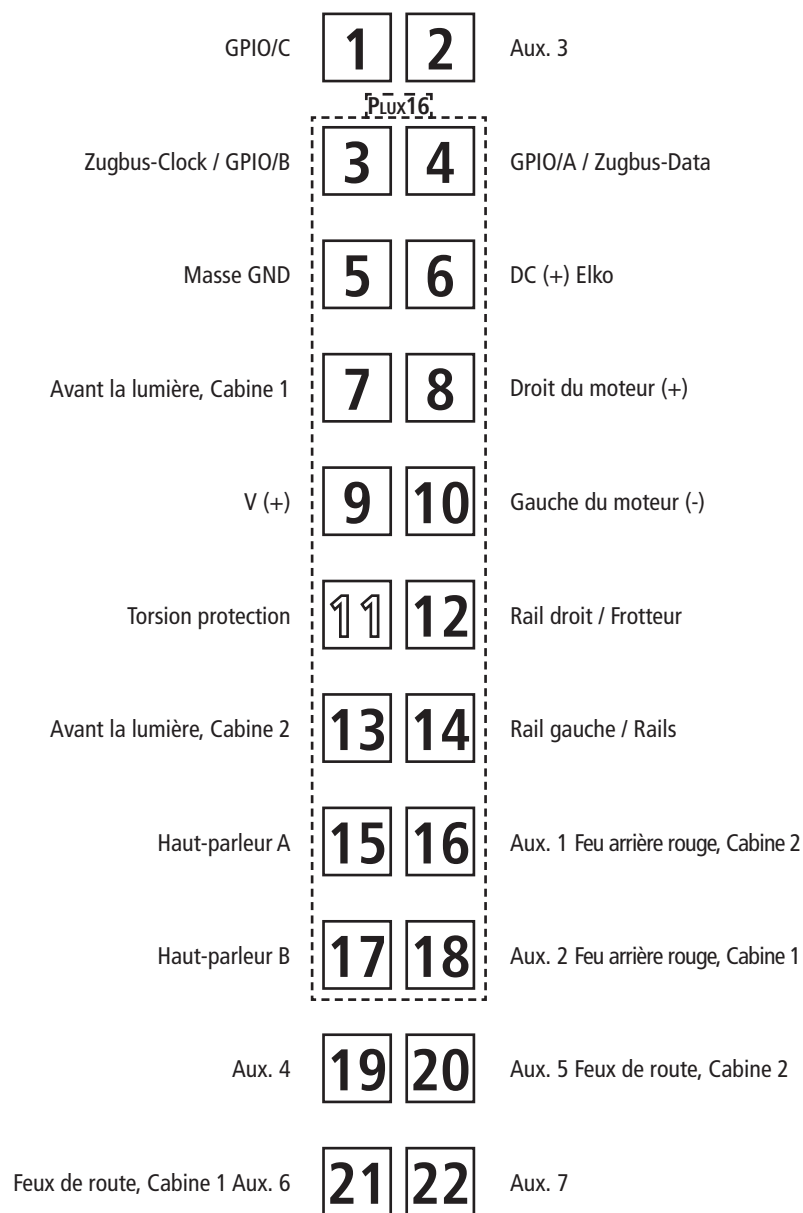 GPIO/C 1 2 Aux. 3
PLUX16
Zugbus-Clock / GPIO/B 3 4 GPIO/A / Zugbus-Data
Masse GND 5 6 DC (+) Elko
Avant la lumière, Cabine 1 7 8 Droit du moteur (+)
V (+) 9 10 Gauche du moteur (-)
Torsion protection 11 12 Rail droit / Frotteur
Avant la lumière, Cabine 2 13 14 Rail gauche / Rails
Haut-parleur A 15 16 Aux. 1 Feu arrière rouge, Cabine 2
Haut-parleur B 17 18 Aux. 2 Feu arrière rouge, Cabine 1
Aux. 4 19 20 Aux. 5 Feux de route, Cabine 2
Feux de route, Cabine 1 Aux. 6 21 22 Aux. 7